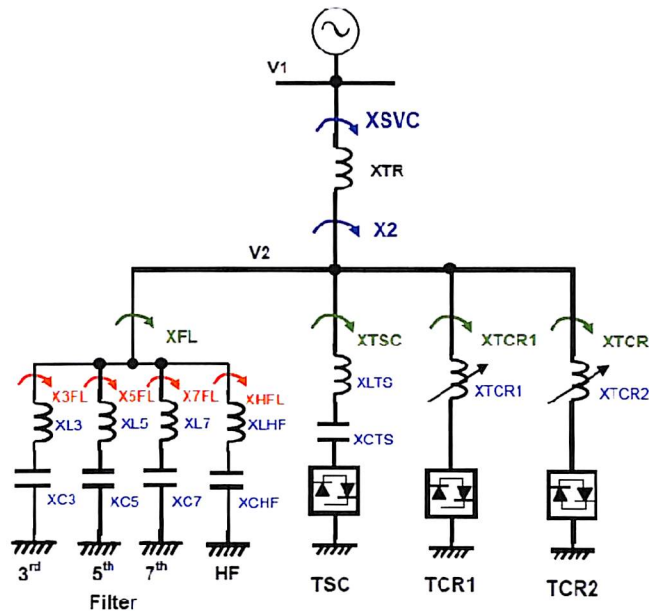 V1
XSVC
XTR
X2
V2
XFL
XTSC
XTCR1
XTCR
X3FL X5FL X7FL XHFL
XL3 XL5 XL7 XLHF
XLTS
XTCR1
XTCR2
XCTS
XC3 XC5 XC7 XCHF
3rd 5th 7th HF
TSC TCR1 TCR2
Filter